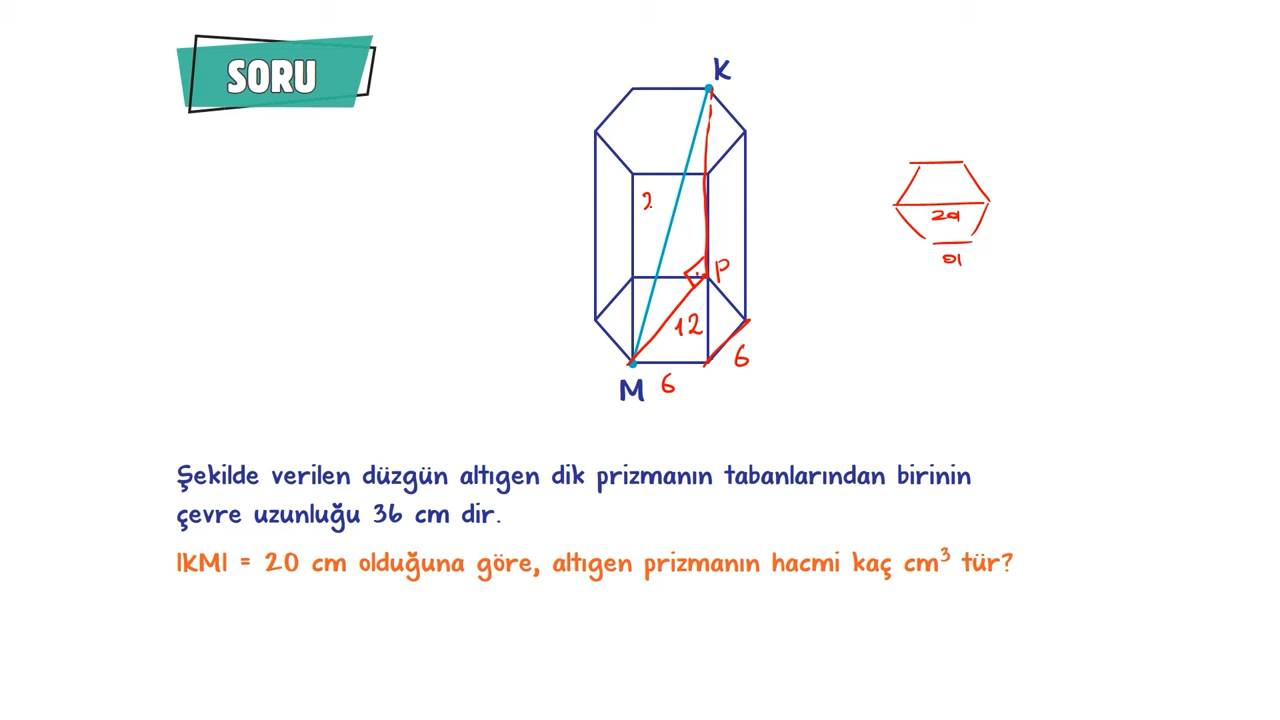 SORU
K
2
P
12
6
M
6
2a
a
Şekilde verilen düzgün altıgen dik prizmanın tabanlarından birinin
çevre uzunluğu 36 cm dir.
|KM| = 20 cm olduğuna göre, altıgen prizmanın hacmi kaç cm³ tür?